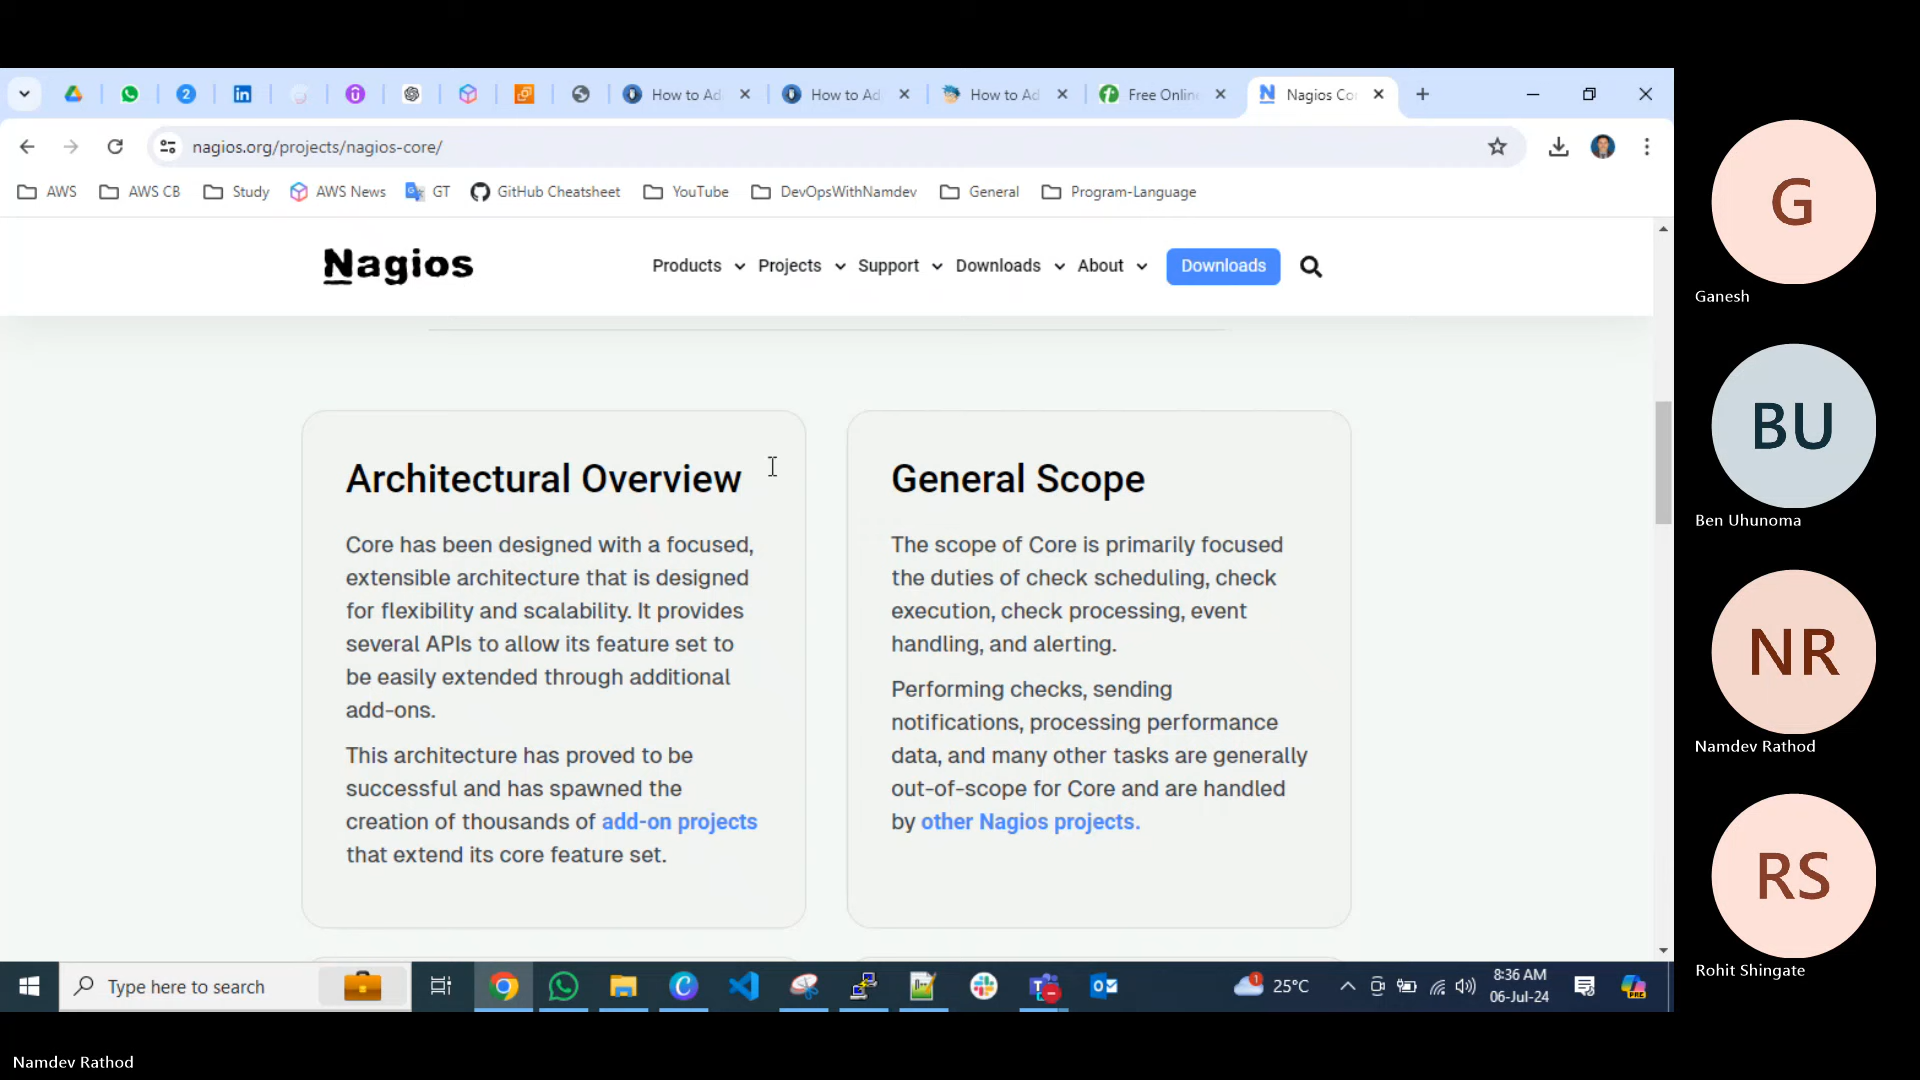 How to Ad
How to Ad
How to Ad
Free Onlin
Nagios Co
nagios.org/projects/nagios-core/
AWS
AWS CB
Study
AWS News
GT
GitHub Cheatsheet
YouTube
DevOpsWithNamdev
General
Program-Language
Nagios
Products
Projects
Support
Downloads
About
Downloads
Architectural Overview
Core has been designed with a focused,
extensible architecture that is designed
for flexibility and scalability. It provides
several APIs to allow its feature set to
be easily extended through additional
add-ons.
This architecture has proved to be
successful and has spawned the
creation of thousands of add-on projects
that extend its core feature set.
General Scope
The scope of Core is primarily focused
the duties of check scheduling, check
execution, check processing, event
handling, and alerting.
Performing checks, sending
notifications, processing performance
data, and many other tasks are generally
out-of-scope for Core and are handled
by other Nagios projects.
G
Ganesh
BU
Ben Uhunoma
NR
Namdev Rathod
RS
Rohit Shingate
Type here to search
1
25°C
8:36 AM
06-Jul-24
Namdev Rathod